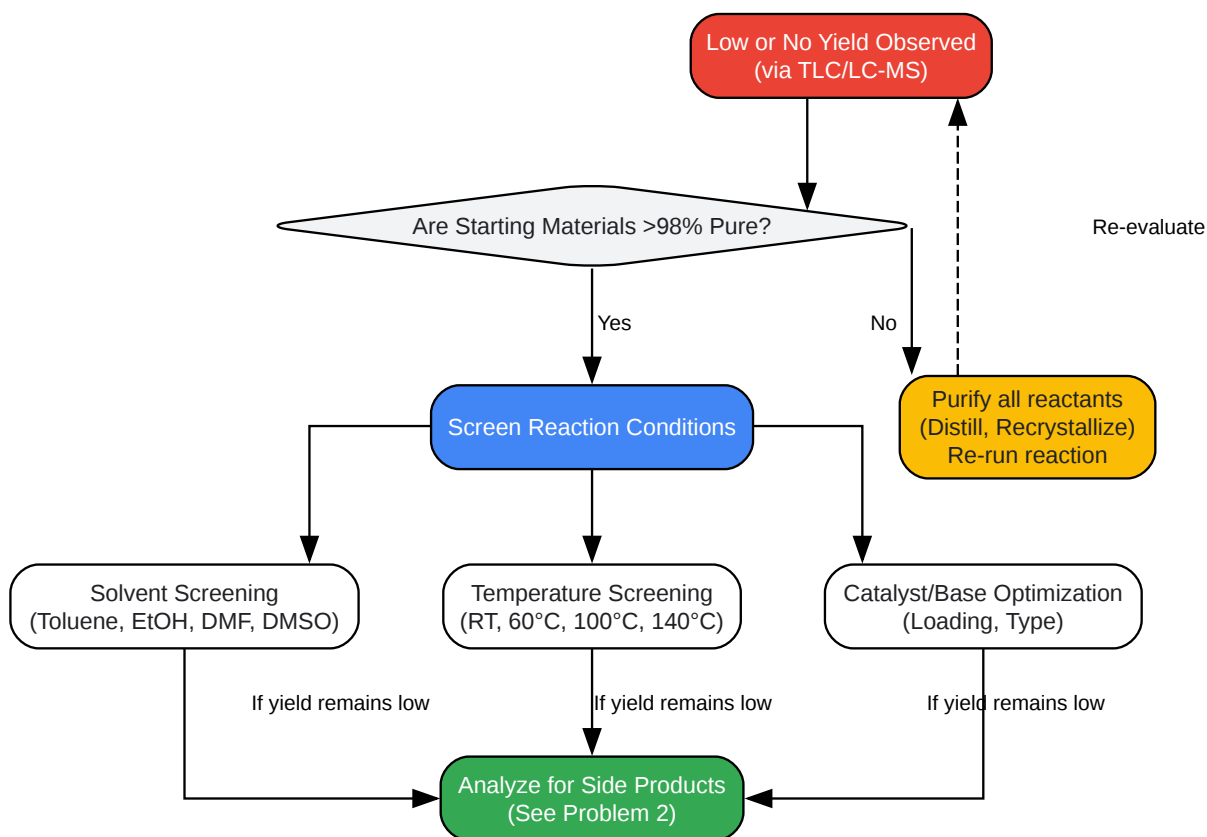 Low or No Yield Observed
(via TLC/LC-MS)
Are Starting Materials >98% Pure?
Re-evaluate
Yes
No
Purify all reactants
(Distill, Recrystallize)
Re-run reaction
Screen Reaction Conditions
Solvent Screening
(Toluene, EtOH, DMF, DMSO)
Temperature Screening
(RT, 60°C, 100°C, 140°C)
Catalyst/Base Optimization
(Loading, Type)
If yield remains low
If yield remains low
If yield remains low
Analyze for Side Products
(See Problem 2)